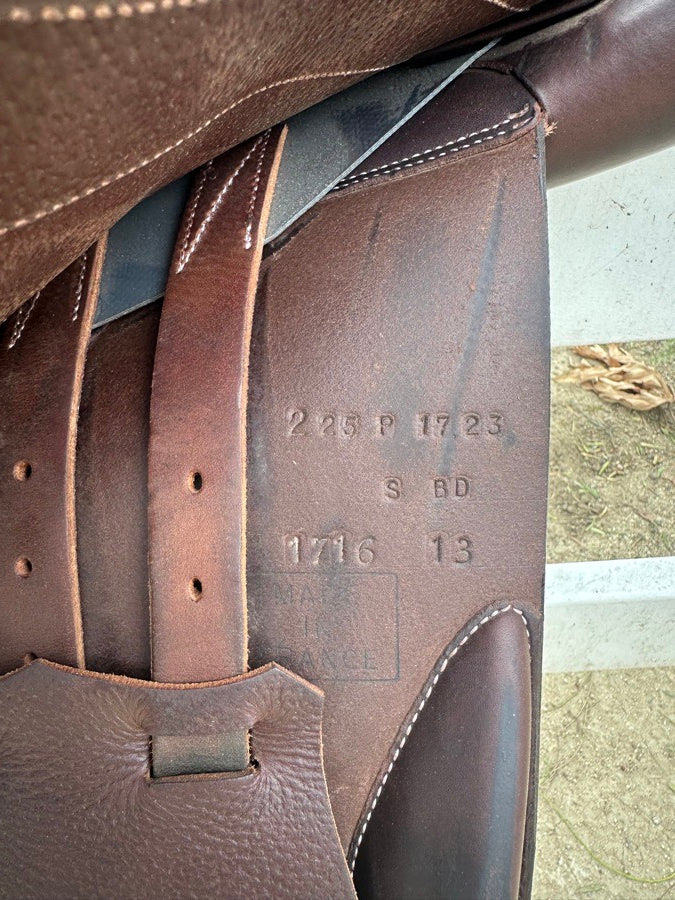 2 25 P 17.23
S BD
1716 13
MADE
IN
FRANCE